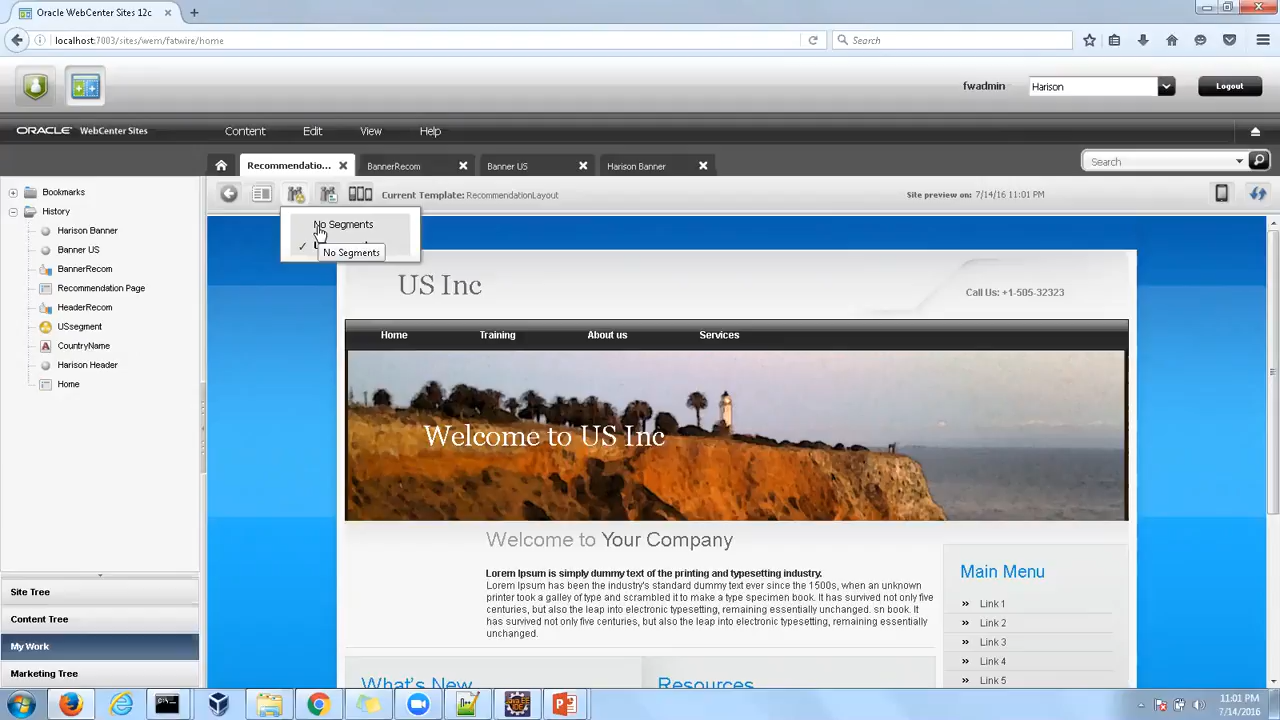 Oracle WebCenter Sites 12c
localhost:7003/sites/wem/fatwire/home
Search
fwadmin
Harison
Logout
ORACLE WebCenter Sites
Content
Edit
View
Help
Recommendatio...
BannerRecom
Banner US
Harison Banner
Search
Current Template: RecommendationLayout
Site preview on: 7/14/16 11:01 PM
Bookmarks
History
Harison Banner
Banner US
BannerRecom
Recommendation Page
HeaderRecom
USsegment
CountryName
Harison Header
Home
Site Tree
Content Tree
My Work
Marketing Tree
No Segments
No Segments
US Inc
Call Us: +1-505-32323
Home
Training
About us
Services
Welcome to US Inc
Welcome to Your Company
Lorem Ipsum is simply dummy text of the printing and typesetting industry.
Lorem Ipsum has been the industry's standard dummy text ever since the 1500s, when an unknown
printer took a galley of type and scrambled it to make a type specimen book. It has survived not only five
centuries, but also the leap into electronic typesetting, remaining essentially unchanged. sn book. It
has survived not only five centuries, but also the leap into electronic typesetting, remaining essentially
unchanged.
Main Menu
Link 1
Link 2
Link 3
Link 4
Link 5
What's New
Resources
11:01 PM
7/14/2016